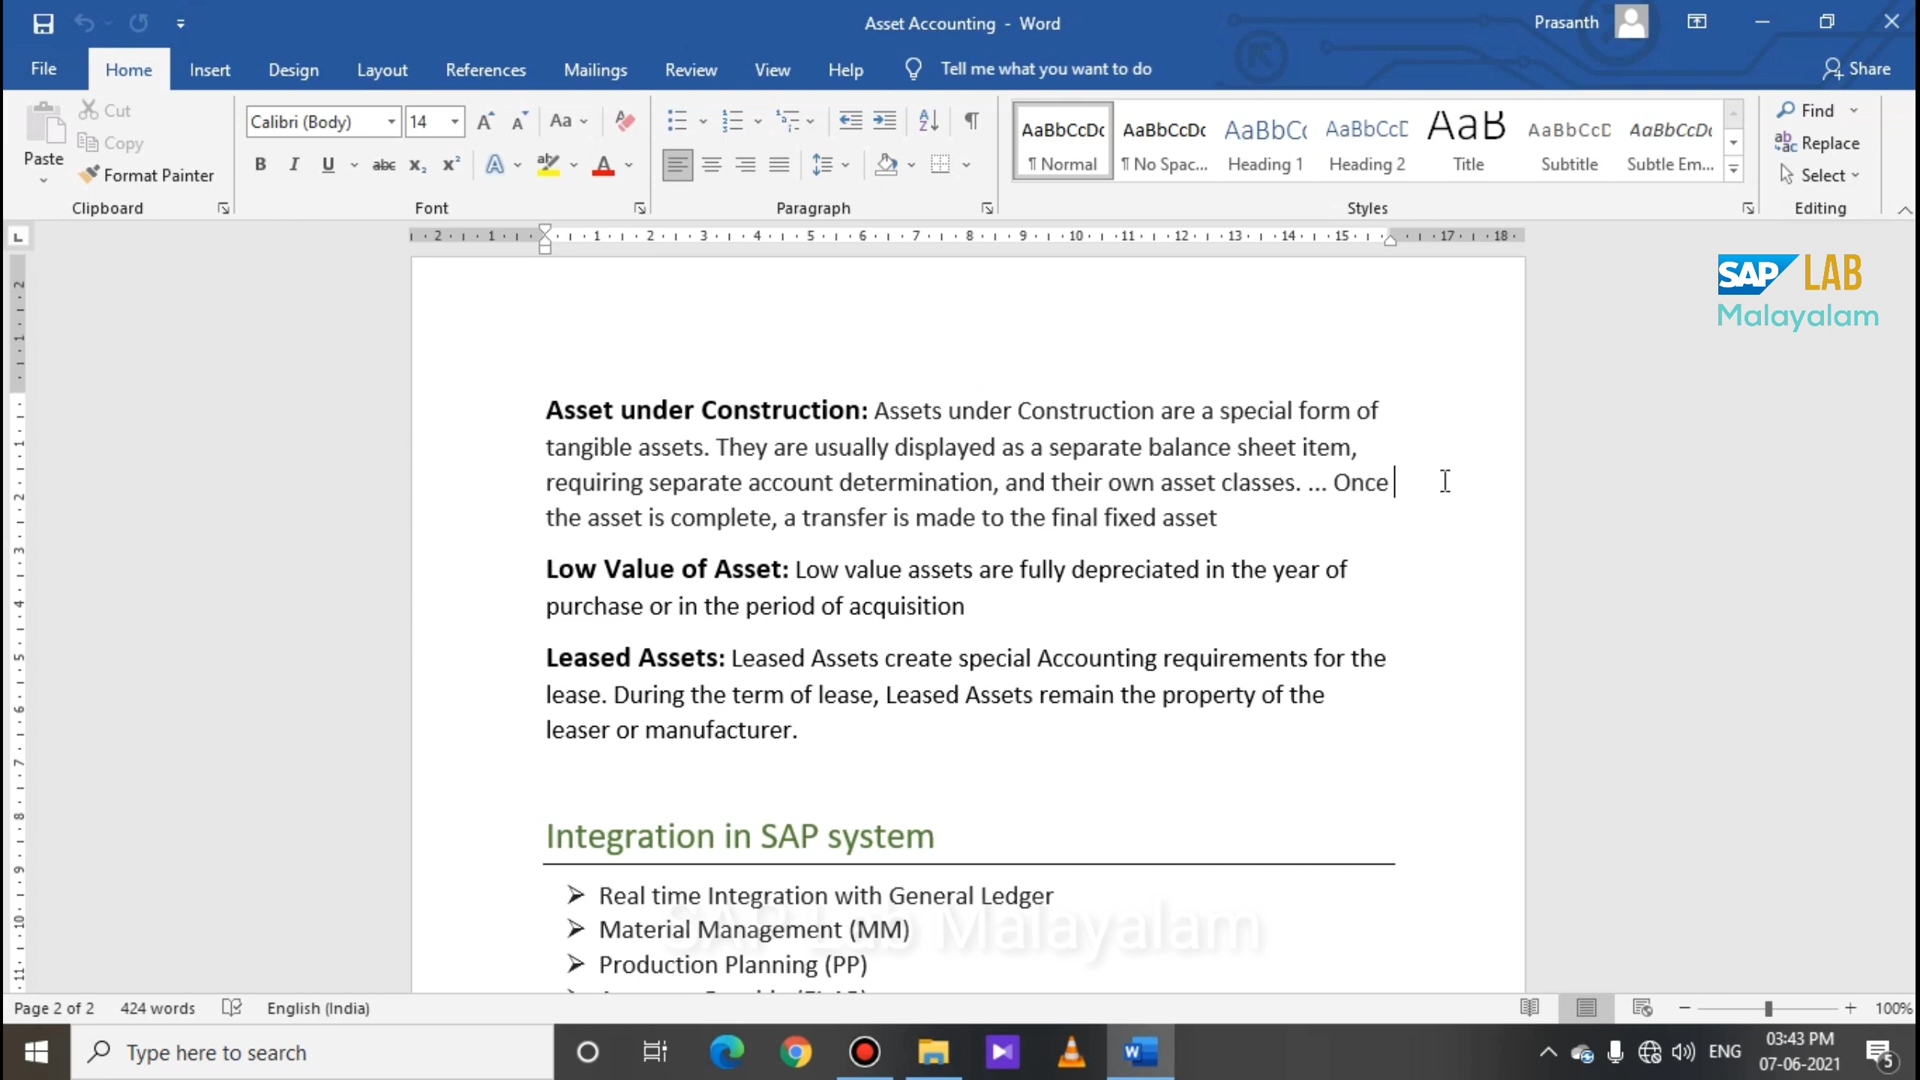 Asset Accounting - Word
Prasanth
File Home Insert Design Layout References Mailings Review View Help Tell me what you want to do Share
Paste
Cut
Copy
Format Painter
Clipboard
Calibri (Body) 14
Font
Paragraph
AaBbCcDc AaBbCcDc AaBbCc AaBbCcD AaB AaBbCcD AaBbCcDc
¶ Normal ¶ No Spac... Heading 1 Heading 2 Title Subtitle Subtle Em...
Styles
Find
Replace
Select
Editing
SAP LAB
Malayalam
Asset under Construction: Assets under Construction are a special form of
tangible assets. They are usually displayed as a separate balance sheet item,
requiring separate account determination, and their own asset classes. ... Once
the asset is complete, a transfer is made to the final fixed asset
Low Value of Asset: Low value assets are fully depreciated in the year of
purchase or in the period of acquisition
Leased Assets: Leased Assets create special Accounting requirements for the
lease. During the term of lease, Leased Assets remain the property of the
leaser or manufacturer.
Integration in SAP system
Real time Integration with General Ledger
Material Management (MM)
Production Planning (PP)
SAP Lab Malayalam
Page 2 of 2 424 words English (India) 100%
Type here to search
ENG
03:43 PM
07-06-2021
5